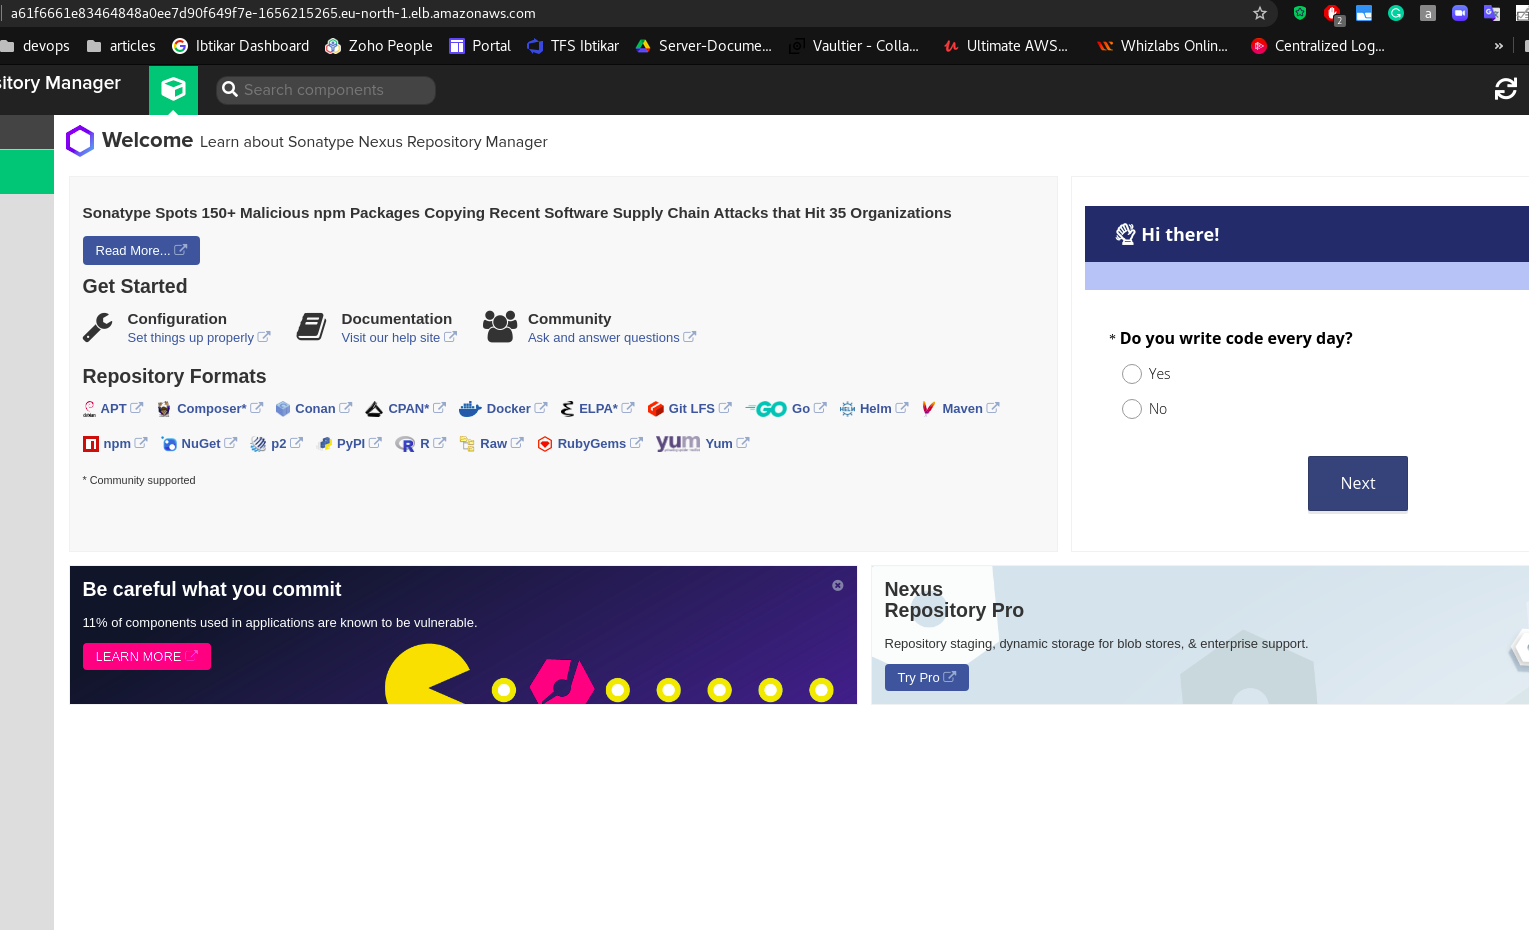 a61f6661e83464848a0ee7d90f649f7e-1656215265.eu-north-1.elb.amazonaws.com
2
a
devops articles Ibtikar Dashboard Zoho People Portal TFS Ibtikar Server-Docume... Vaultier - Colla... Ultimate AWS... Whizlabs Onlin... Centralized Log... »
sitory Manager
Search components
Welcome Learn about Sonatype Nexus Repository Manager
Sonatype Spots 150+ Malicious npm Packages Copying Recent Software Supply Chain Attacks that Hit 35 Organizations
Read More...
Get Started
Configuration
Set things up properly
Documentation
Visit our help site
Community
Ask and answer questions
Repository Formats
APT Composer* Conan CPAN* Docker ELPA* Git LFS GO Go HELM Helm Maven
npm NuGet p2 PyPI R R Raw RubyGems yum Yum
* Community supported
Hi there!
* Do you write code every day?
Yes
No
Next
Be careful what you commit
11% of components used in applications are known to be vulnerable.
LEARN MORE
Nexus
Repository Pro
Repository staging, dynamic storage for blob stores, & enterprise support.
Try Pro